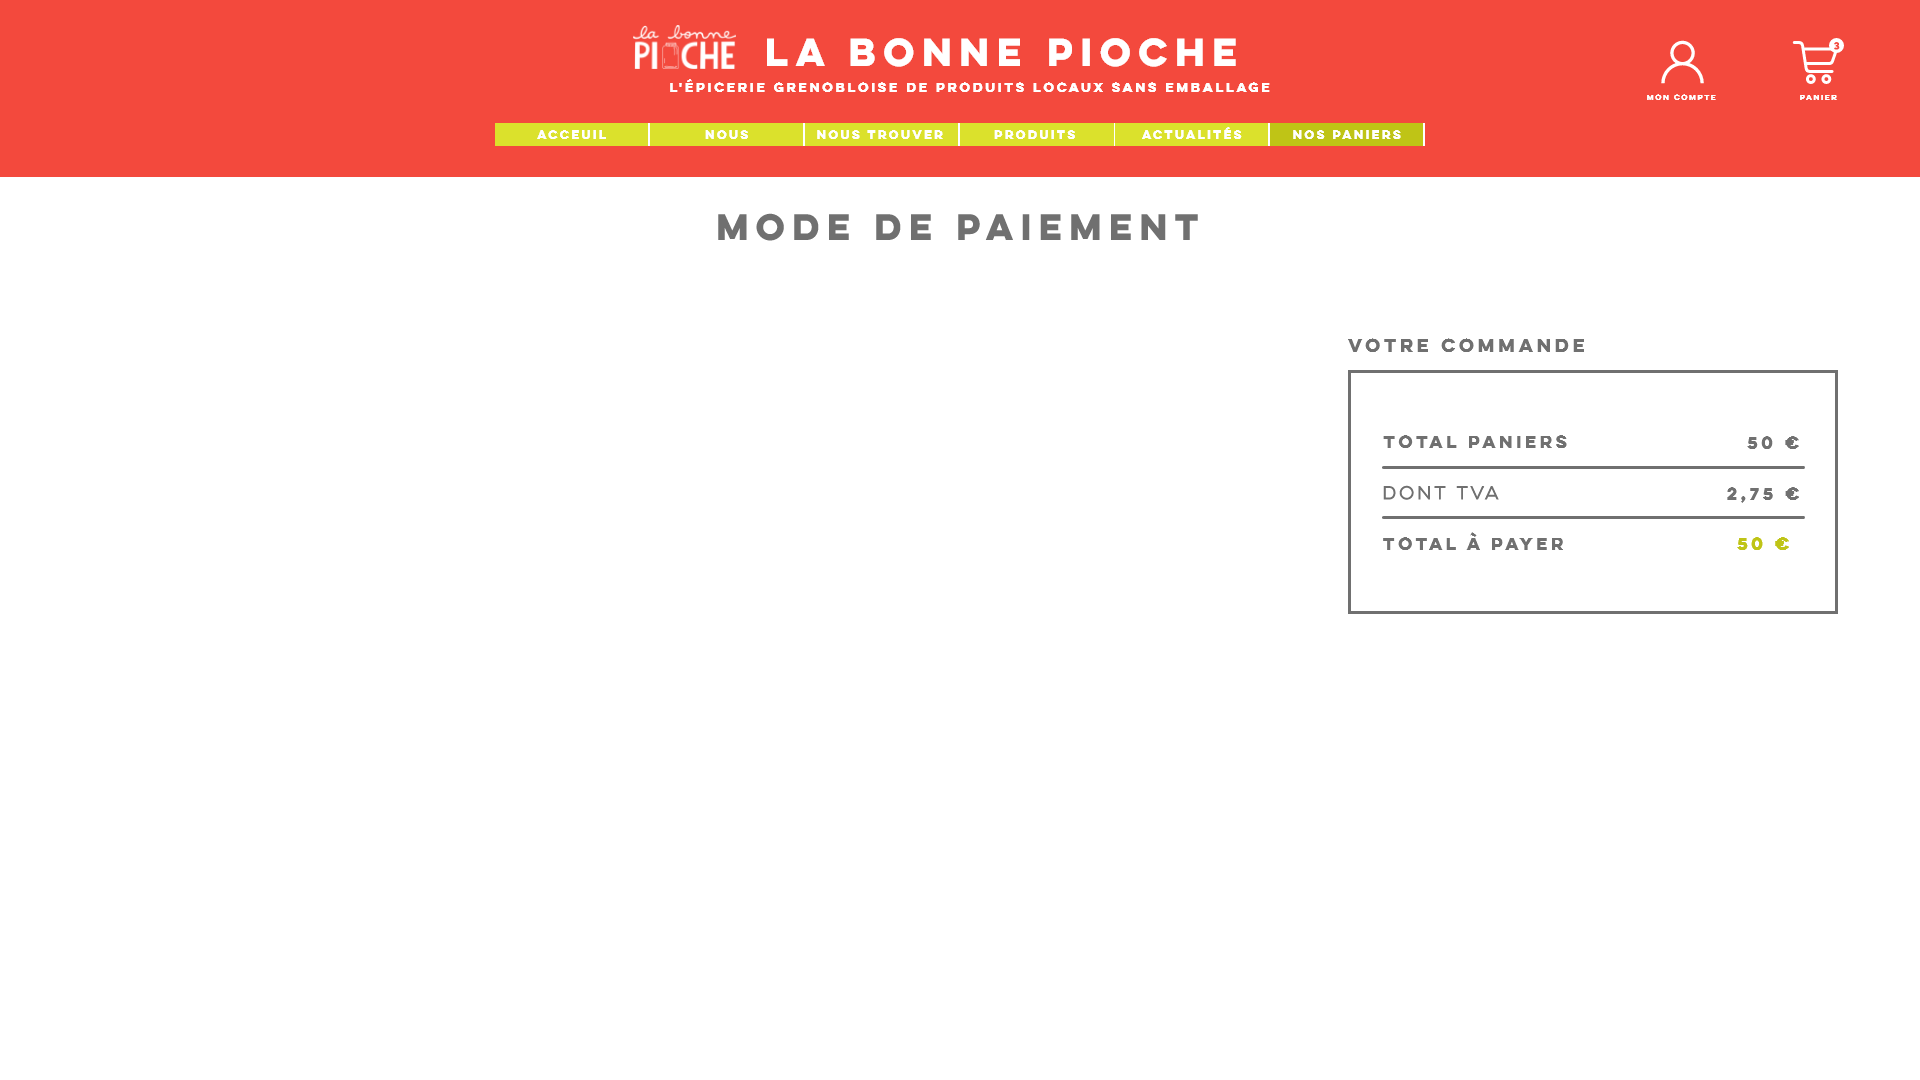 la bonne
PIOCHE
LA BONNE PIOCHE
L'ÉPICERIE GRENOBLOISE DE PRODUITS LOCAUX SANS EMBALLAGE
3
MON COMPTE
PANIER
ACCEUIL
NOUS
NOUS TROUVER
PRODUITS
ACTUALITÉS
NOS PANIERS
MODE DE PAIEMENT
VOTRE COMMANDE
TOTAL PANIERS 50 €
DONT TVA 2,75 €
TOTAL À PAYER 50 €